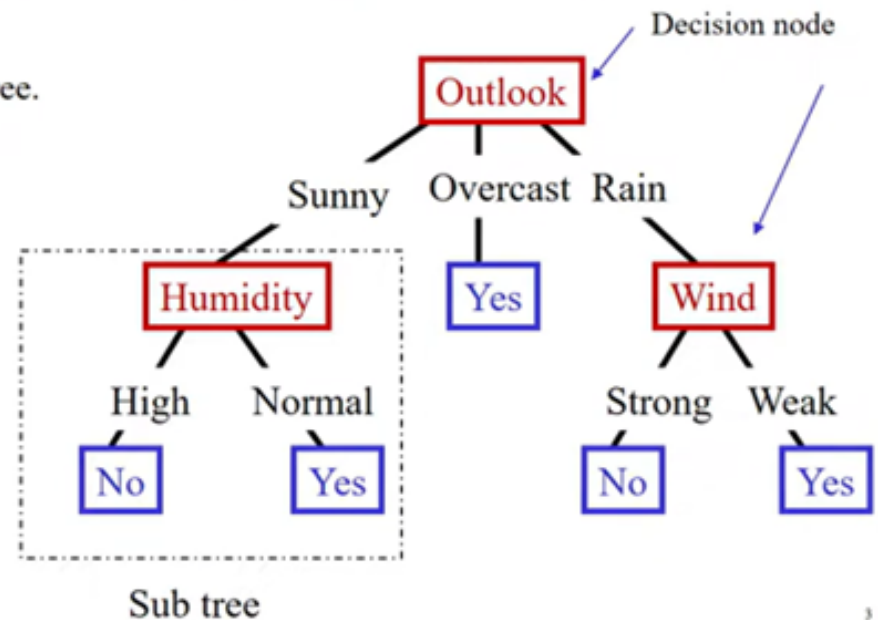 Decision node
ee.
Outlook
Sunny Overcast Rain
Humidity Yes Wind
High Normal Strong Weak
No Yes No Yes
Sub tree
3